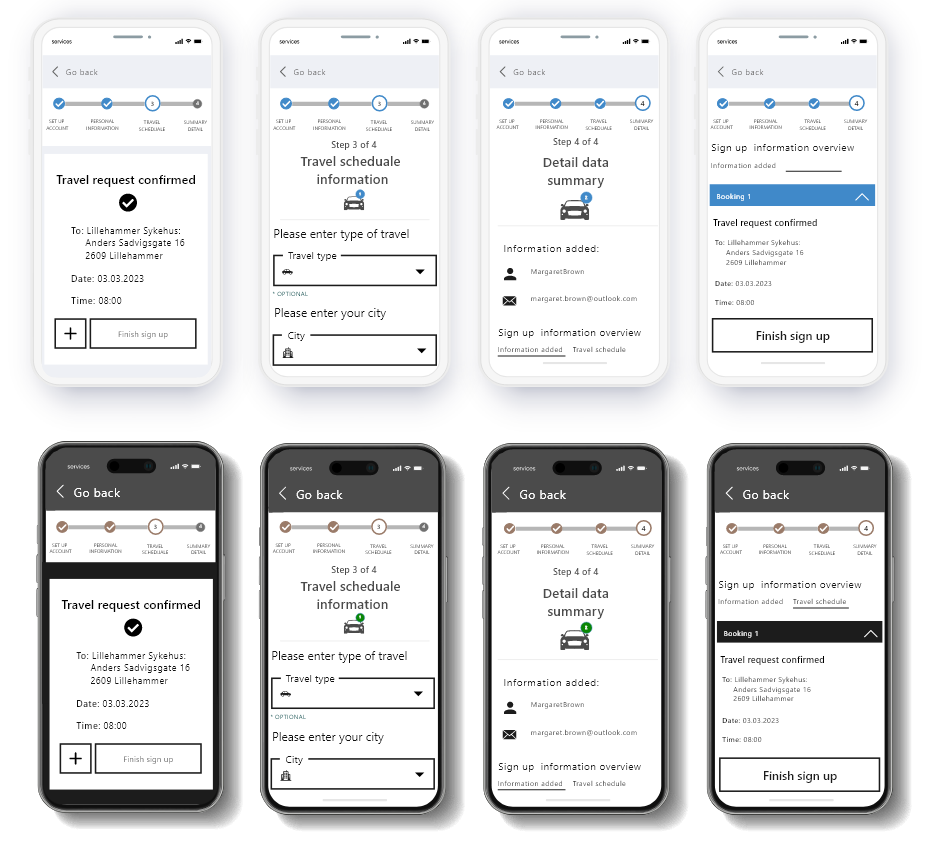 services
Go back
3
4
SET UP ACCOUNT
PERSONAL INFORMATION
TRAVEL SCHEDUALE
SUMMARY DETAIL
Travel request confirmed
To: Lillehammer Sykehus:
Anders Sadvigsgate 16
2609 Lillehammer
Date: 03.03.2023
Time: 08:00
+
Finish sign up
services
Go back
3
4
SET UP ACCOUNT
PERSONAL INFORMATION
TRAVEL SCHEDUALE
SUMMARY DETAIL
Step 3 of 4
Travel scheduale
information
Please enter type of travel
Travel type
* OPTIONAL
Please enter your city
City
services
Go back
4
SET UP ACCOUNT
PERSONAL INFORMATION
TRAVEL SCHEDUALE
SUMMARY DETAIL
Step 4 of 4
Detail data
summary
Information added:
MargaretBrown
margaret.brown@outlook.com
Sign up information overview
Information added Travel schedule
services
Go back
4
SET UP ACCOUNT
PERSONAL INFORMATION
TRAVEL SCHEDUALE
SUMMARY DETAIL
Sign up information overview
Information added
Booking 1
Travel request confirmed
To: Lillehammer Sykehus:
Anders Sadvigsgate 16
2609 Lillehammer
Date: 03.03.2023
Time: 08:00
Finish sign up
services
Go back
3
4
SET UP ACCOUNT
PERSONAL INFORMATION
TRAVEL SCHEDUALE
SUMMARY DETAIL
Travel request confirmed
To: Lillehammer Sykehus:
Anders Sadvigsgate 16
2609 Lillehammer
Date: 03.03.2023
Time: 08:00
+
Finish sign up
services
Go back
3
4
SET UP ACCOUNT
PERSONAL INFORMATION
TRAVEL SCHEDUALE
SUMMARY DETAIL
Step 3 of 4
Travel scheduale
information
Please enter type of travel
Travel type
* OPTIONAL
Please enter your city
City
services
Go back
4
SET UP ACCOUNT
PERSONAL INFORMATION
TRAVEL SCHEDUALE
SUMMARY DETAIL
Step 4 of 4
Detail data
summary
Information added:
MargaretBrown
margaret.brown@outlook.com
Sign up information overview
Information added Travel schedule
services
Go back
4
SET UP ACCOUNT
PERSONAL INFORMATION
TRAVEL SCHEDUALE
SUMMARY DETAIL
Sign up information overview
Information added Travel schedule
Booking 1
Travel request confirmed
To: Lillehammer Sykehus:
Anders Sadvigsgate 16
2609 Lillehammer
Date: 03.03.2023
Time: 08:00
Finish sign up